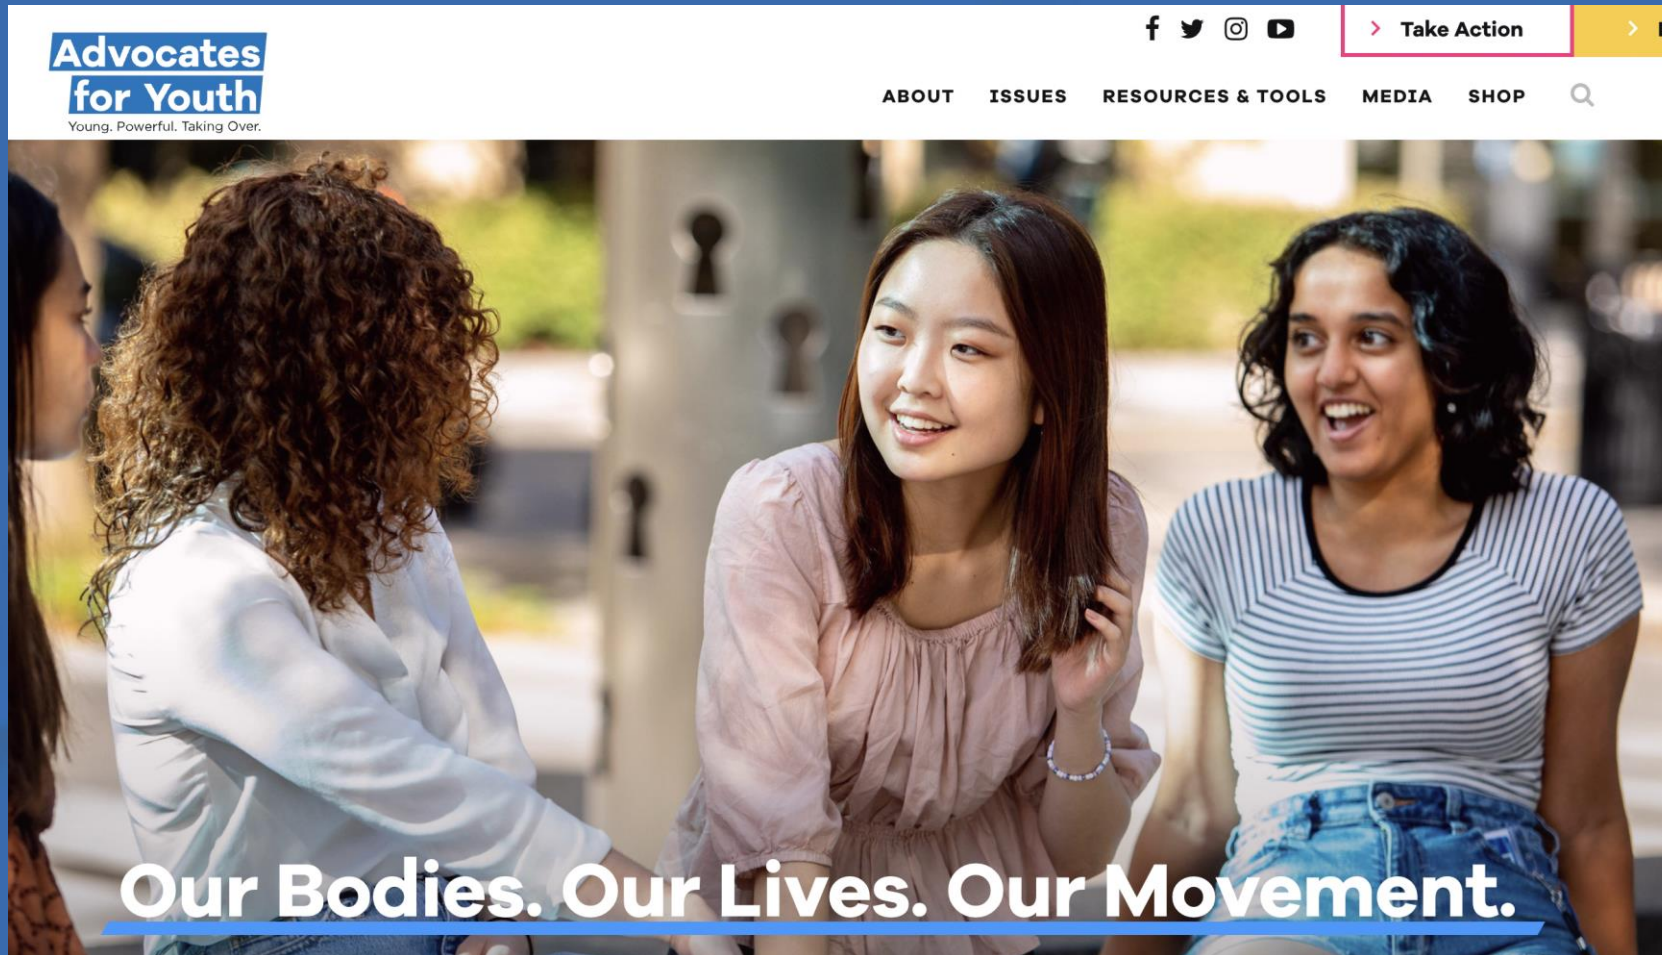 Advocates
for Youth
Young. Powerful. Taking Over.
Take Action
ABOUT ISSUES RESOURCES & TOOLS MEDIA SHOP
Our Bodies. Our Lives. Our Movement.